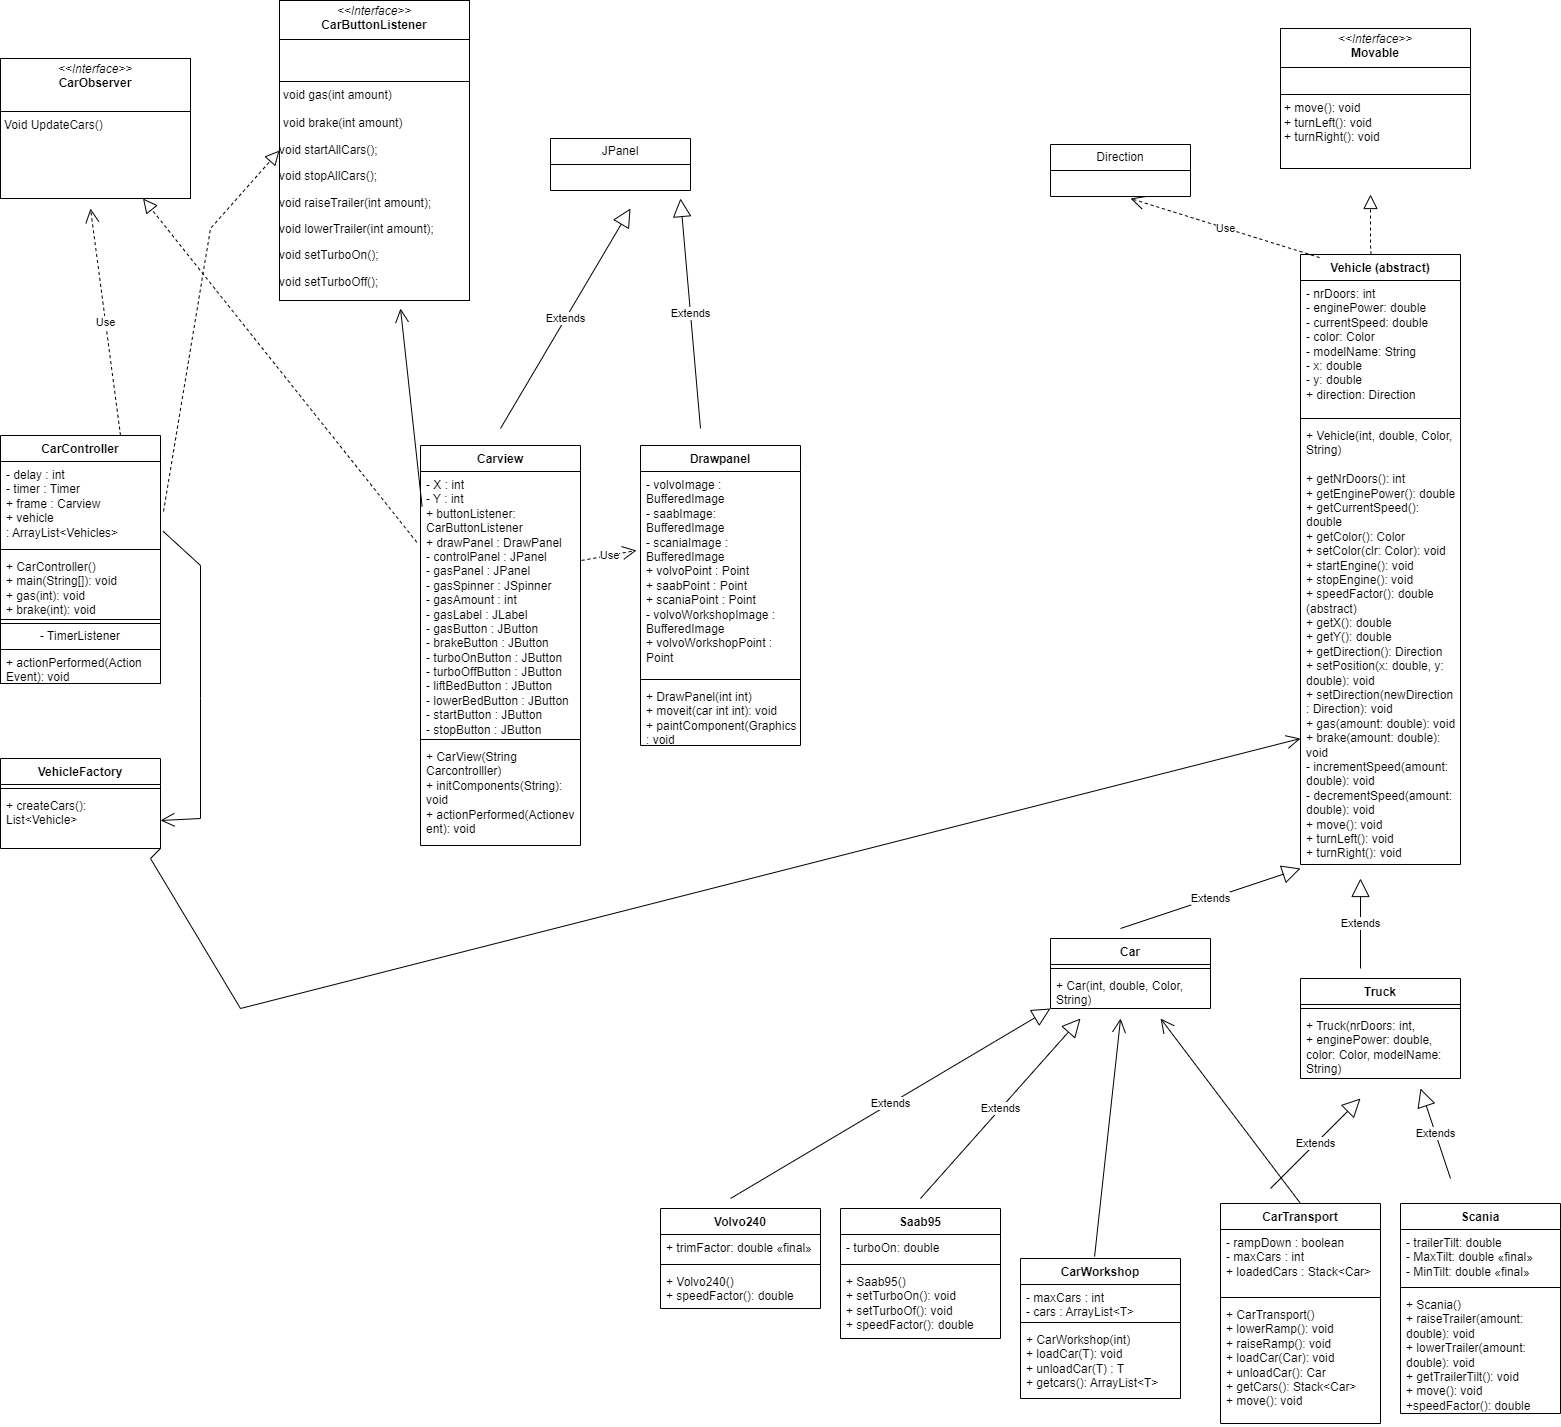 <<Interface>>
CarButtonListener
void gas(int amount)
void brake(int amount)
void startAllCars();
void stopAllCars();
void raiseTrailer(int amount);
void lowerTrailer(int amount);
void setTurboOn();
void setTurboOff();
<<Interface>>
CarObserver
Void UpdateCars()
JPanel
Direction
<<Interface>>
Movable
+ move(): void
+ turnLeft(): void
+ turnRight(): void
Use
Use
Extends
Extends
Use
Vehicle (abstract)
- nrDoors: int
- enginePower: double
- currentSpeed: double
- color: Color
- modelName: String
- x: double
- y: double
+ direction: Direction
+ Vehicle(int, double, Color,
String)
+ getNrDoors(): int
+ getEnginePower(): double
+ getCurrentSpeed():
double
+ getColor(): Color
+ setColor(clr: Color): void
+ startEngine(): void
+ stopEngine(): void
+ speedFactor(): double
(abstract)
+ getX(): double
+ getY(): double
+ getDirection(): Direction
+ setPosition(x: double, y:
double): void
+ setDirection(newDirection
: Direction): void
+ gas(amount: double): void
+ brake(amount: double):
void
- incrementSpeed(amount:
double): void
- decrementSpeed(amount:
double): void
+ move(): void
+ turnLeft(): void
+ turnRight(): void
CarController
- delay : int
- timer : Timer
+ frame : Carview
+ vehicle
: ArrayList<Vehicles>
+ CarController()
+ main(String[]): void
+ gas(int): void
+ brake(int): void
- TimerListener
+ actionPerformed(Action
Event): void
Carview
- X : int
- Y : int
+ buttonListener:
CarButtonListener
+ drawPanel : DrawPanel
- controlPanel : JPanel
- gasPanel : JPanel
- gasSpinner : JSpinner
- gasAmount : int
- gasLabel : JLabel
- gasButton : JButton
- brakeButton : JButton
- turboOnButton : JButton
- turboOffButton : JButton
- liftBedButton : JButton
- lowerBedButton : JButton
- startButton : JButton
- stopButton : JButton
+ CarView(String
Carcontrolller)
+ initComponents(String):
void
+ actionPerformed(Actionev
ent): void
Drawpanel
- volvoImage :
BufferedImage
- saabImage:
BufferedImage
- scaniaImage :
BufferedImage
+ volvoPoint : Point
+ saabPoint : Point
+ scaniaPoint : Point
- volvoWorkshopImage :
BufferedImage
+ volvoWorkshopPoint :
Point
+ DrawPanel(int int)
+ moveit(car int int): void
+ paintComponent(Graphics
: void
VehicleFactory
+ createCars():
List<Vehicle>
Extends
Extends
Car
+ Car(int, double, Color,
String)
Truck
+ Truck(nrDoors: int,
+ enginePower: double,
color: Color, modelName:
String)
Extends
Extends
Extends
Extends
Volvo240
+ trimFactor: double «final»
+ Volvo240()
+ speedFactor(): double
Saab95
- turboOn: double
+ Saab95()
+ setTurboOn(): void
+ setTurboOf(): void
+ speedFactor(): double
CarWorkshop
- maxCars : int
- cars : ArrayList<T>
+ CarWorkshop(int)
+ loadCar(T): void
+ unloadCar(T) : T
+ getcars(): ArrayList<T>
CarTransport
- rampDown : boolean
- maxCars : int
+ loadedCars : Stack<Car>
+ CarTransport()
+ lowerRamp(): void
+ raiseRamp(): void
+ loadCar(Car): void
+ unloadCar(): Car
+ getCars(): Stack<Car>
+ move(): void
Scania
- trailerTilt: double
- MaxTilt: double «final»
- MinTilt: double «final»
+ Scania()
+ raiseTrailer(amount:
double): void
+ lowerTrailer(amount:
double): void
+ getTrailerTilt(): void
+ move(): void
+speedFactor(): double